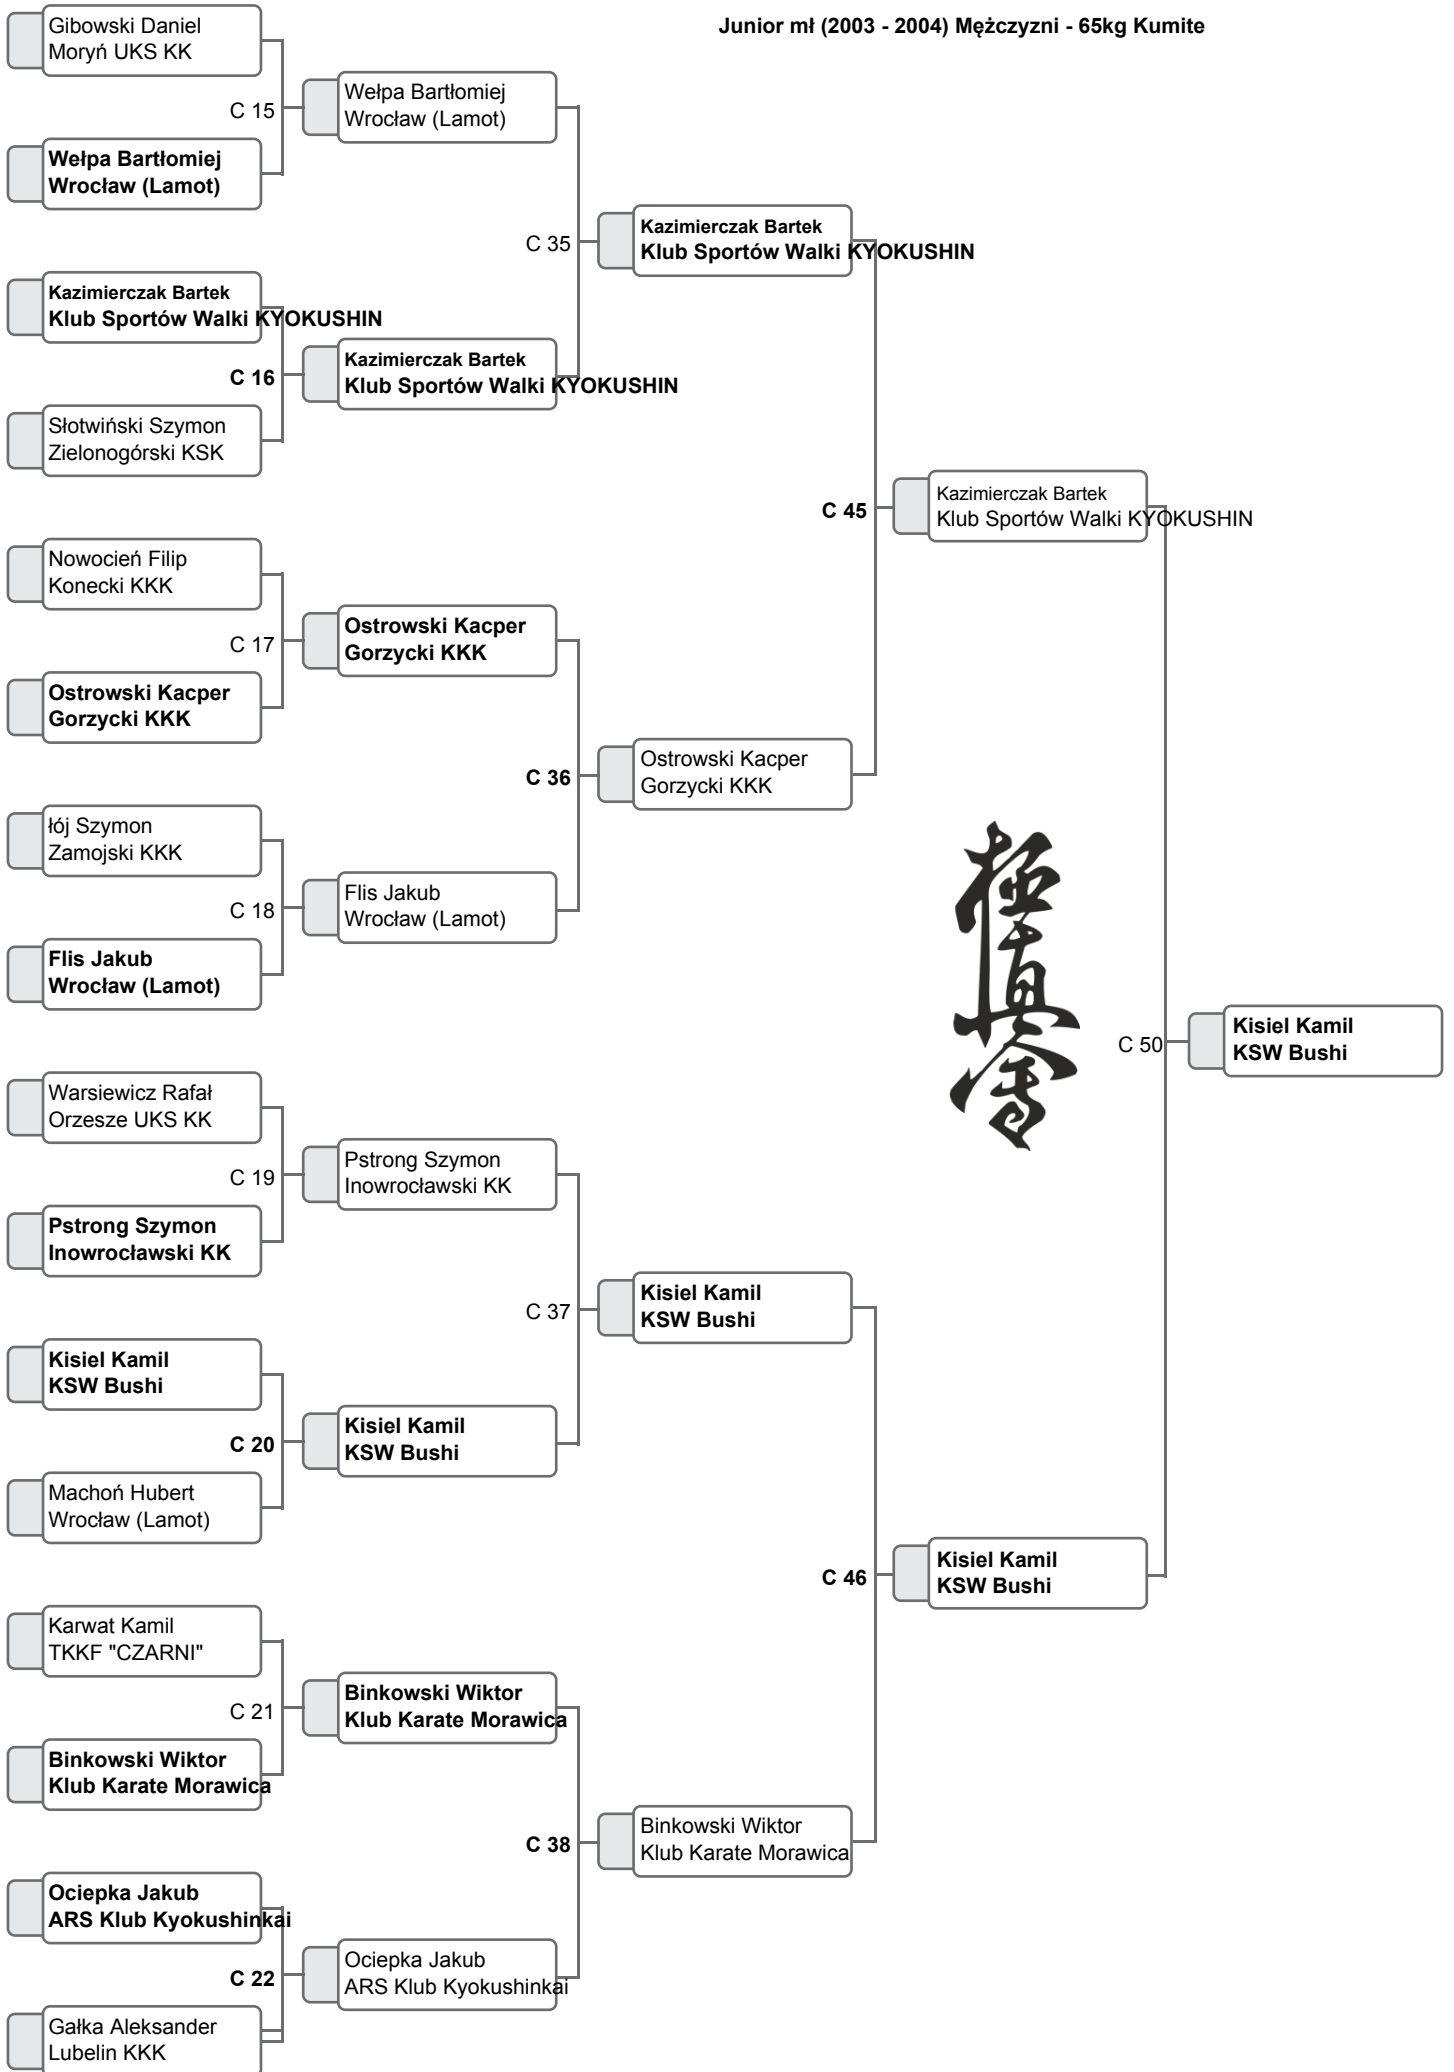 Junior mł (2003 - 2004) Mężczyzni - 65kg Kumite
Gibowski Daniel
Moryń UKS KK
C 15
Wełpa Bartłomiej
Wrocław (Lamot)
Wełpa Bartłomiej
Wrocław (Lamot)
C 35
Kazimierczak Bartek
Klub Sportów Walki KYOKUSHIN
Kazimierczak Bartek
Klub Sportów Walki KYOKUSHIN
C 16
Kazimierczak Bartek
Klub Sportów Walki KYOKUSHIN
Słotwiński Szymon
Zielonogórski KSK
C 45
Kazimierczak Bartek
Klub Sportów Walki KYOKUSHIN
Nowocień Filip
Konecki KKK
C 17
Ostrowski Kacper
Gorzycki KKK
Ostrowski Kacper
Gorzycki KKK
C 36
Ostrowski Kacper
Gorzycki KKK
łój Szymon
Zamojski KKK
C 18
Flis Jakub
Wrocław (Lamot)
Flis Jakub
Wrocław (Lamot)
極真会
C 50
Kisiel Kamil
KSW Bushi
Warsiewicz Rafał
Orzesze UKS KK
C 19
Pstrong Szymon
Inowrocławski KK
Pstrong Szymon
Inowrocławski KK
C 37
Kisiel Kamil
KSW Bushi
Kisiel Kamil
KSW Bushi
C 20
Kisiel Kamil
KSW Bushi
Machoń Hubert
Wrocław (Lamot)
C 46
Kisiel Kamil
KSW Bushi
Karwat Kamil
TKKF "CZARNI"
C 21
Binkowski Wiktor
Klub Karate Morawica
Binkowski Wiktor
Klub Karate Morawica
C 38
Binkowski Wiktor
Klub Karate Morawica
Ociepka Jakub
ARS Klub Kyokushinkai
C 22
Ociepka Jakub
ARS Klub Kyokushinkai
Gałka Aleksander
Lubelin KKK